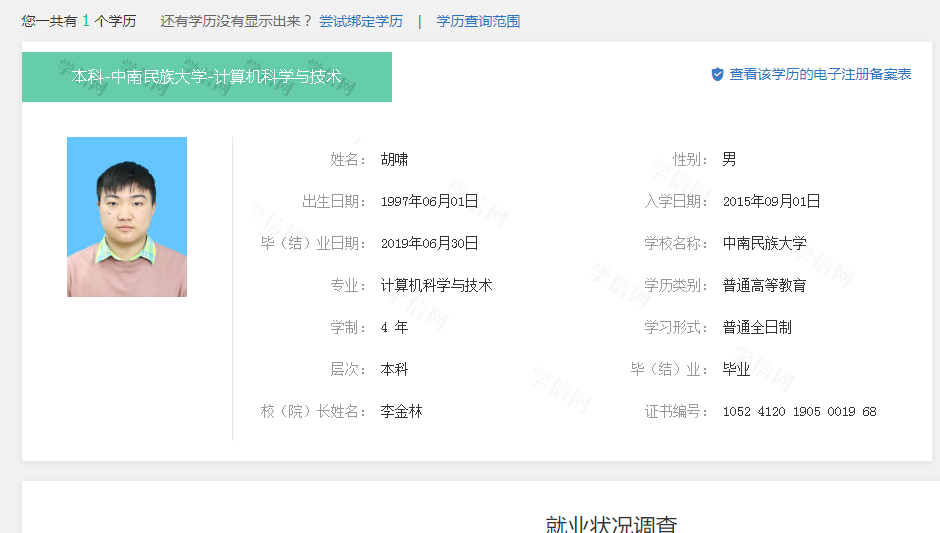 您一共有 1 个学历 还有学历没有显示出来？ 尝试绑定学历 | 学历查询范围
本科-中南民族大学-计算机科学与技术
查看该学历的电子注册备案表
姓名： 胡啸 性别： 男
出生日期： 1997年06月01日 入学日期： 2015年09月01日
毕（结）业日期： 2019年06月30日 学校名称： 中南民族大学
专业： 计算机科学与技术 学历类别： 普通高等教育
学制： 4 年 学习形式： 普通全日制
层次： 本科 毕（结）业： 毕业
校（院）长姓名： 李金林 证书编号： 1052 4120 1905 0019 68
学信网
就业状况调查